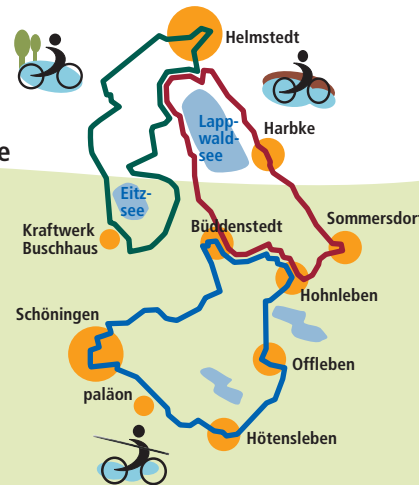 Helmstedt
Lapp-
wald-
see
Harbke
e
Eitz-
see
Kraftwerk
Buschhaus
Büddenstedt
Sommersdorf
Hohnleben
Schöningen
Offleben
paläon
Hötensleben